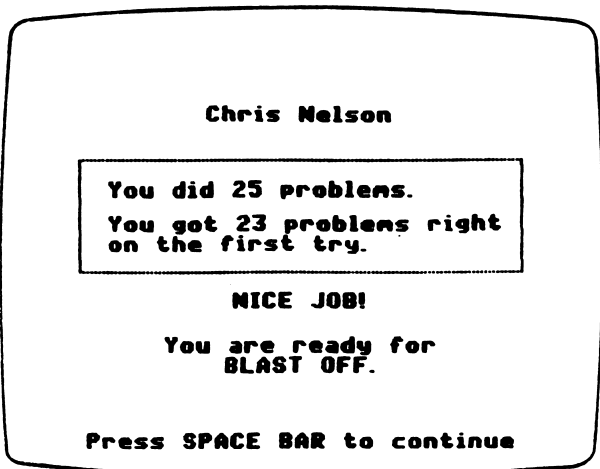 Chris Nelson
You did 25 problems.
You got 23 problems right
on the first try.
NICE JOB!
You are ready for
BLAST OFF.
Press SPACE BAR to continue